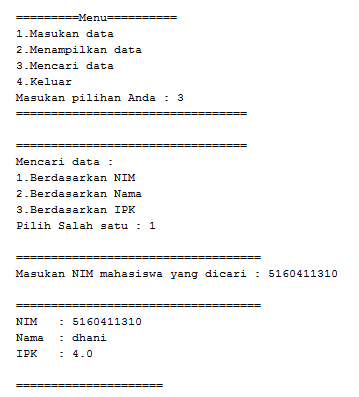 =========Menu==========
1.Masukan data
2.Menampilkan data
3.Mencari data
4.Keluar
Masukan pilihan Anda : 3
=================================
=================================
Mencari data :
1.Berdasarkan NIM
2.Berdasarkan Nama
3.Berdasarkan IPK
Pilih Salah satu : 1
===================================
Masukan NIM mahasiswa yang dicari : 5160411310
===================================
NIM   : 5160411310
Nama  : dhani
IPK   : 4.0
=====================